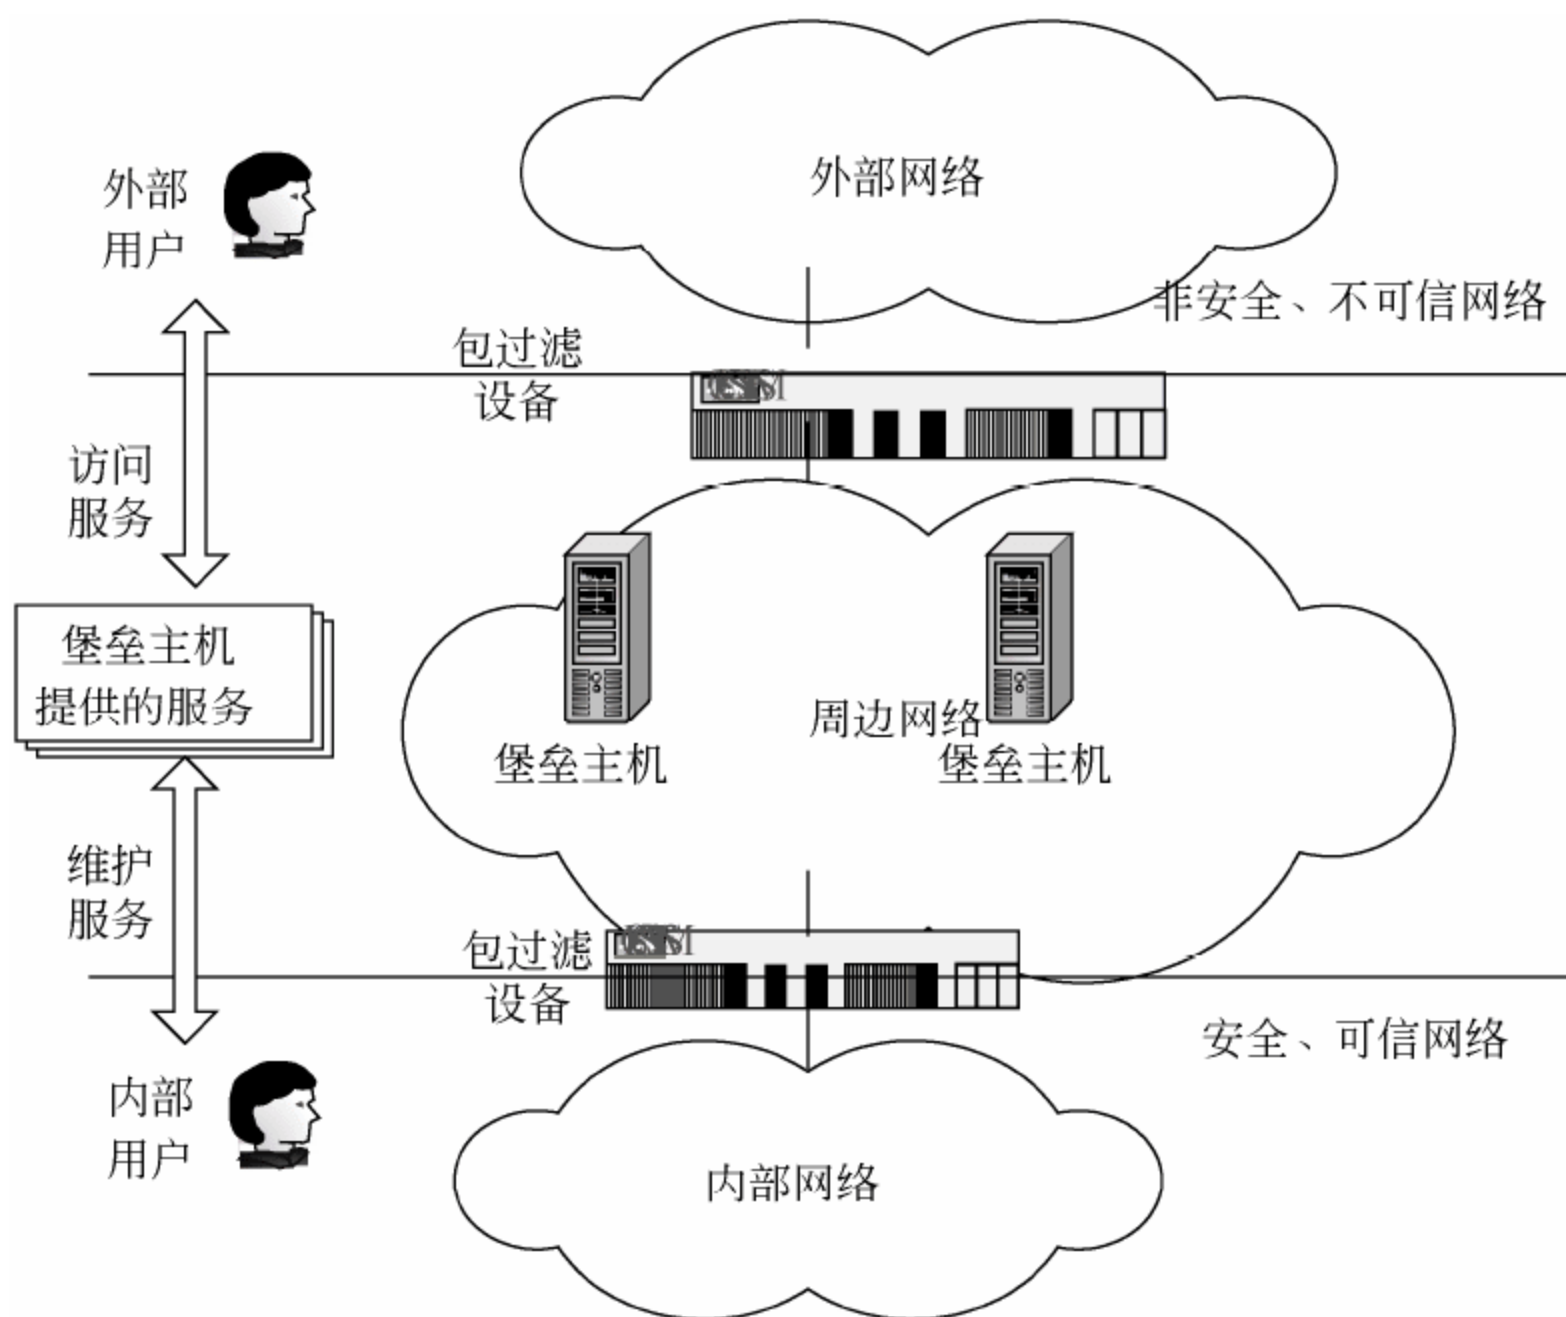 外部网络
外部
用户
非安全、不可信网络
包过滤
设备
访问
服务
堡垒主机
提供的服务
周边网络
堡垒主机
堡垒主机
维护
服务
包过滤
设备
安全、可信网络
内部
用户
内部网络